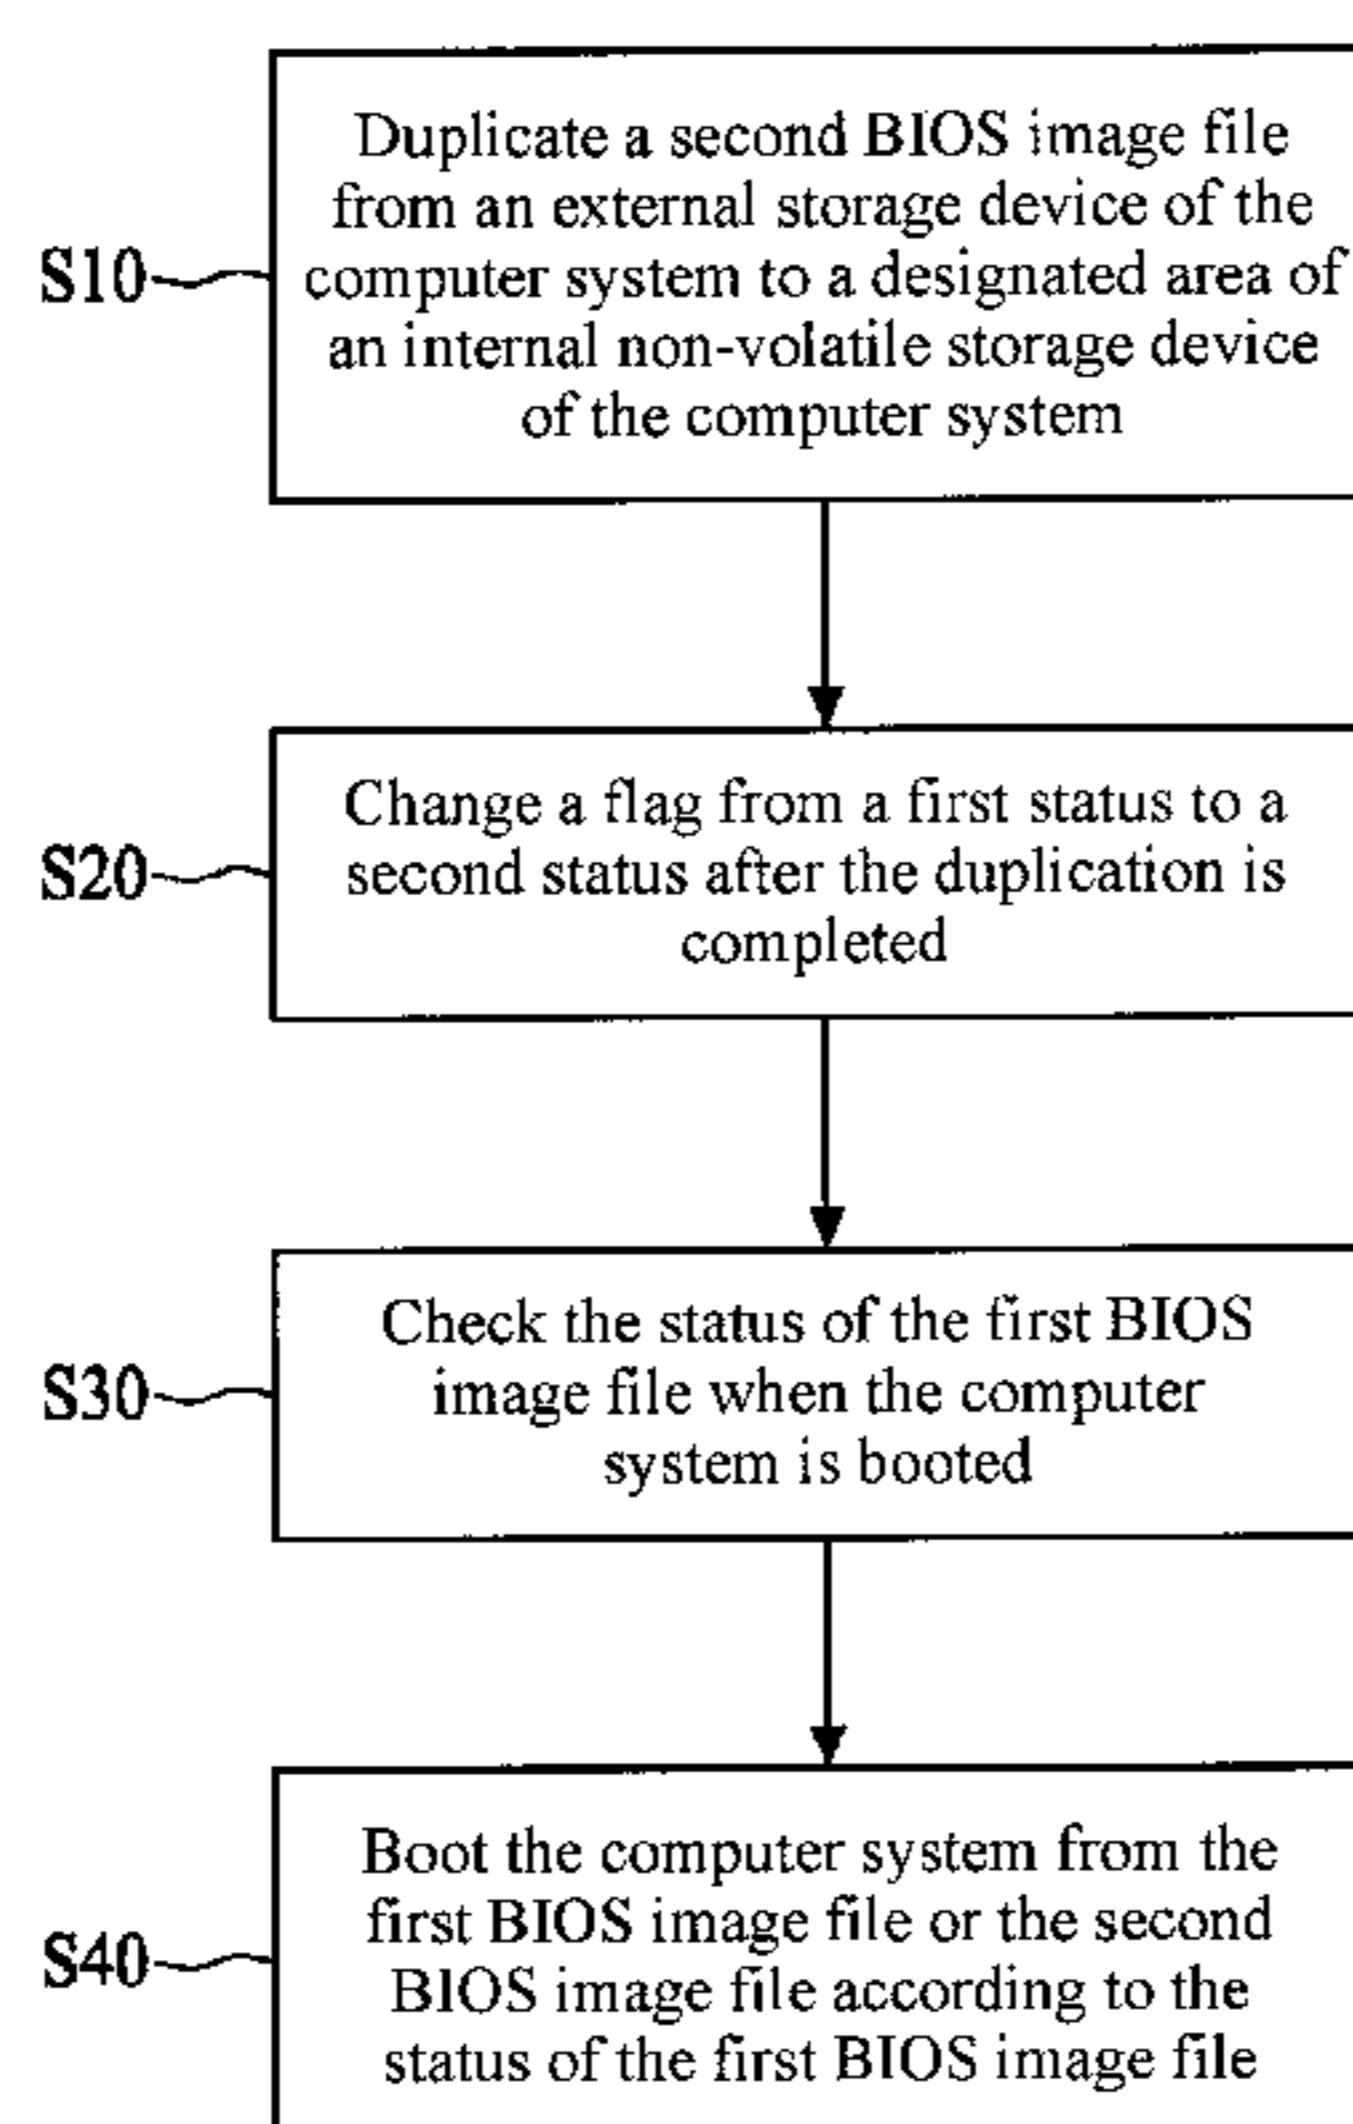 Duplicate a second BIOS image file
from an external storage device of the
S10
computer system to a designated area of
an internal non-volatile storage device
of the computer system
Change a flag from a first status to a
S20
second status after the duplication is
completed
Check the status of the first BIOS
S30
image file when the computer
system is booted
Boot the computer system from the
first BIOS image file or the second
S40
BIOS image file according to the
status of the first BIOS image file